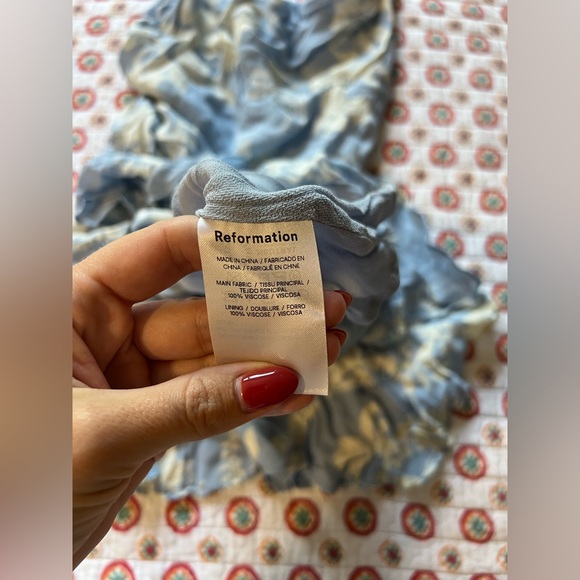 Reformation
MADE IN CHINA / FABRICADO EN
CHINA / FABRIQUÉ EN CHINE
MAIN FABRIC / TISSU PRINCIPAL /
TEJIDO PRINCIPAL
100% VISCOSE / VISCOSA
LINING / DOUBLURE / FORRO
100% VISCOSE / VISCOSA